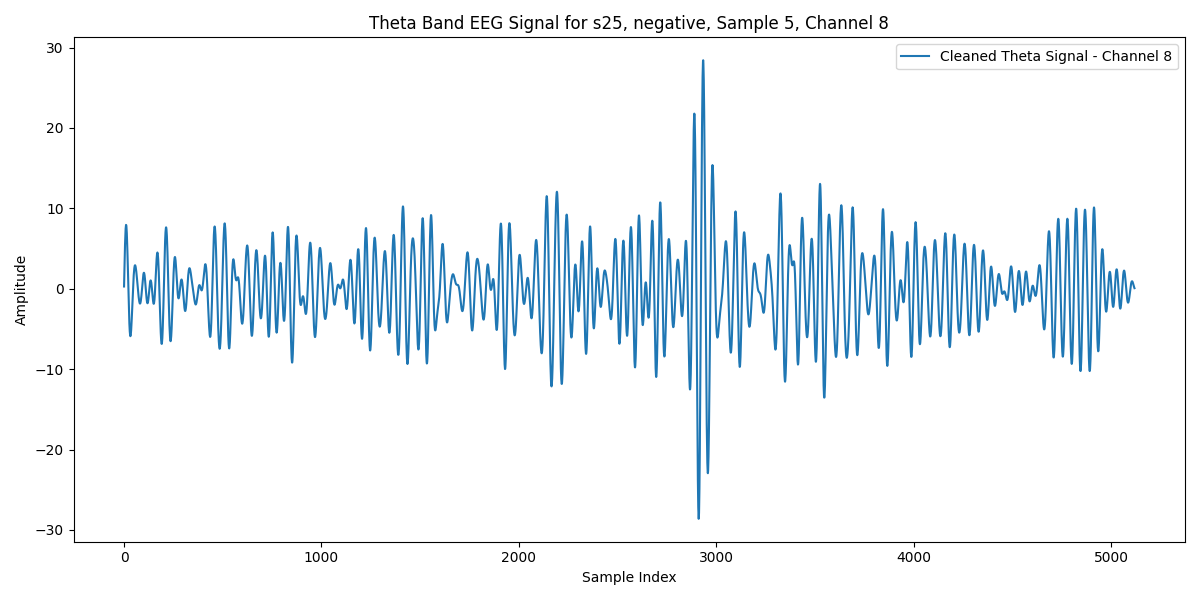 Theta Band EEG Signal for s25, negative, Sample 5, Channel 8
Cleaned Theta Signal - Channel 8
Amplitude
30
20
10
0
−10
−20
−30
0 1000 2000 3000 4000 5000
Sample Index